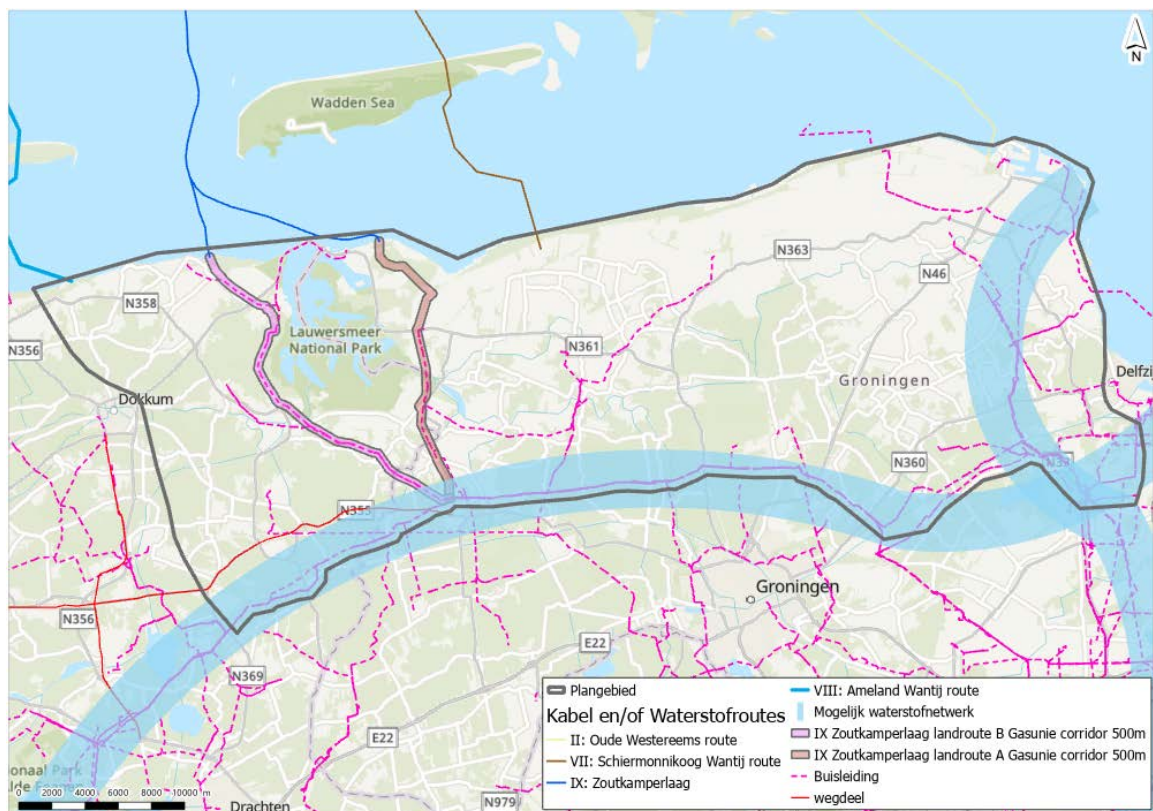 N
Wadden Sea
N363
N46
N358
Lauwersmeer
National Park
N356
N361
Delfzij
Groningen
Dokkum
N360
N355
Groningen
N356
E22
N369
E22
Drachten
N979
0 2000 4000 6000 8000 10000 m
Plangebied
Kabel en/of Waterstofroutes
II: Oude Westereems route
VII: Schiermonnikoog Wantij route
IX: Zoutkamperlaag
VIII: Ameland Wantij route
Mogelijk waterstofnetwerk
IX Zoutkamperlaag landroute B Gasunie corridor 500m
IX Zoutkamperlaag landroute A Gasunie corridor 500m
Buisleiding
wegdeel